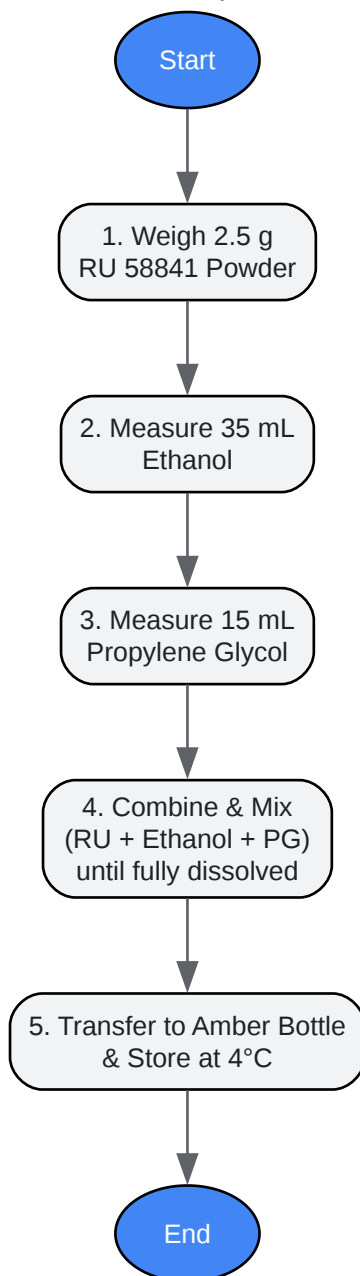 Start
1. Weigh 2.5 g
RU 58841 Powder
2. Measure 35 mL
Ethanol
3. Measure 15 mL
Propylene Glycol
4. Combine & Mix
(RU + Ethanol + PG)
until fully dissolved
5. Transfer to Amber Bottle
& Store at 4°C
End